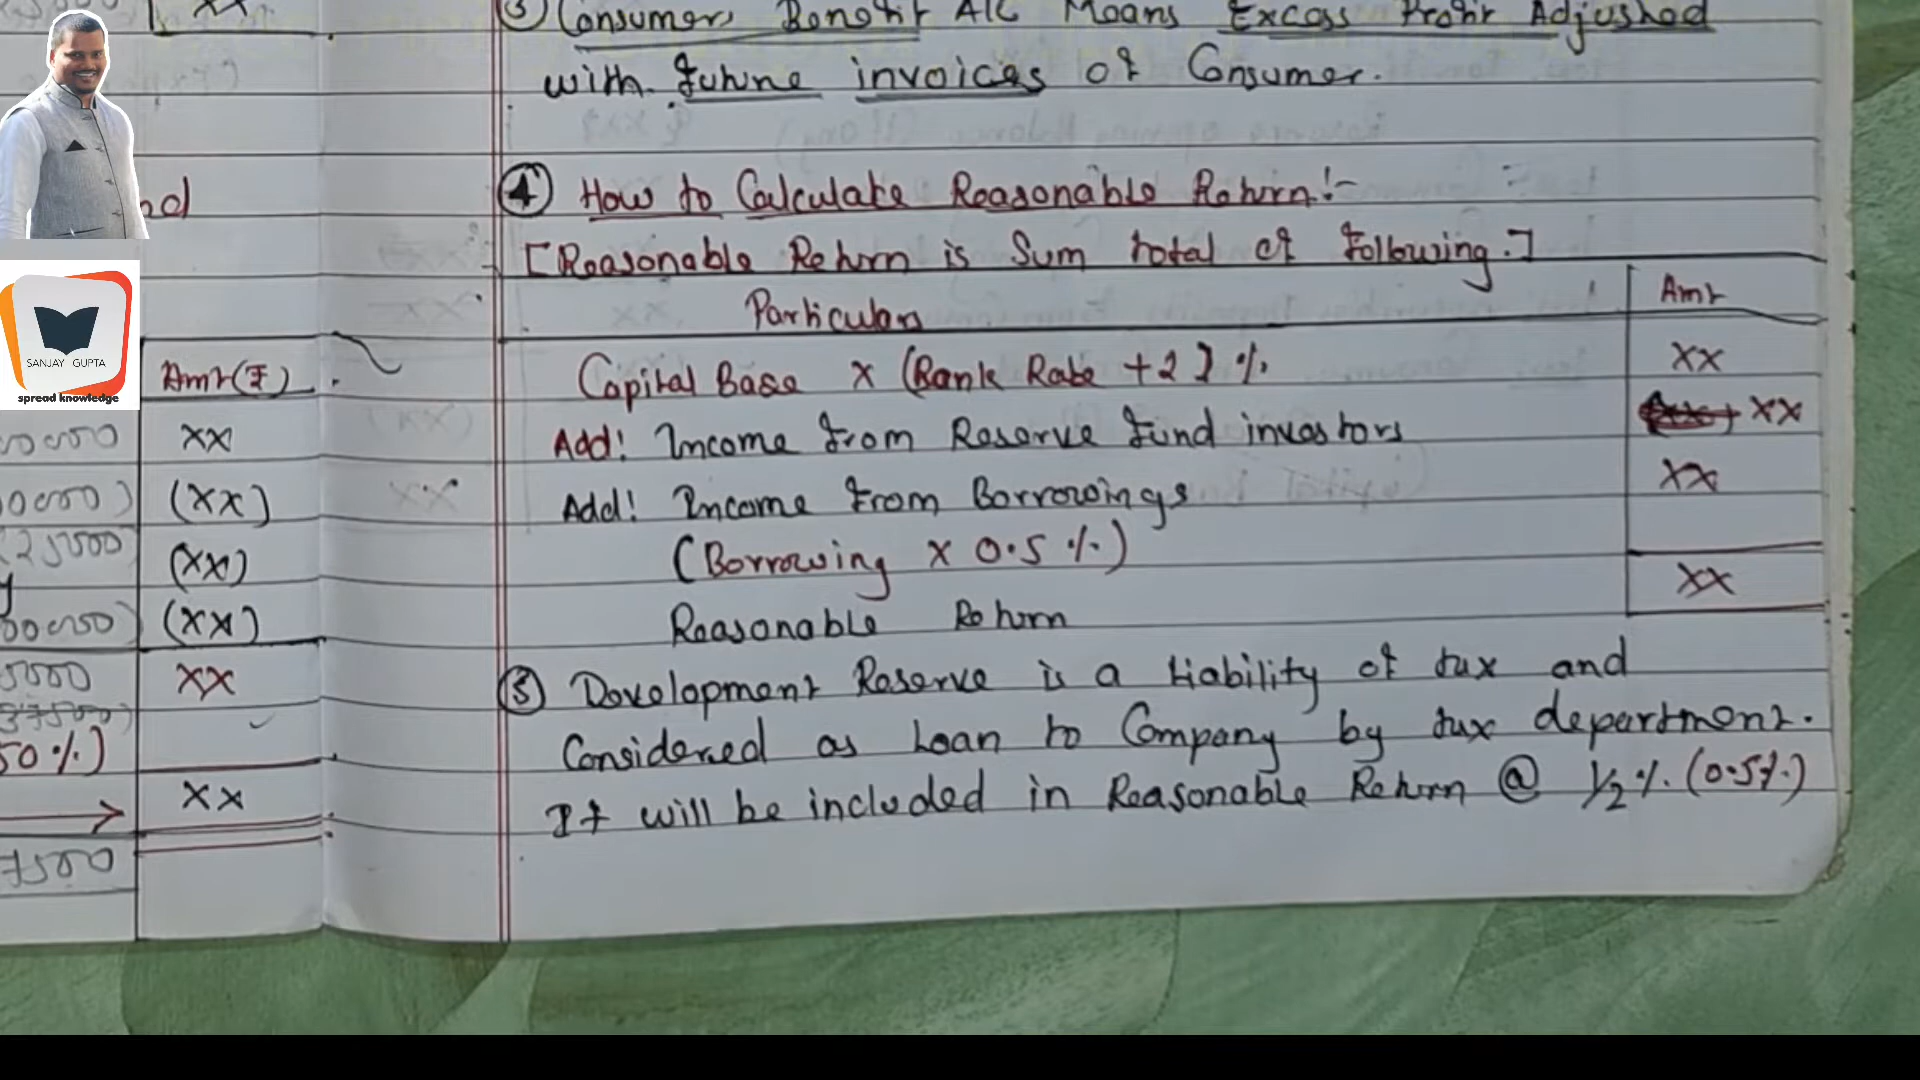 XX
③ Consumers Benefit A/C Means Excess Profit Adjusted
with future invoices of Consumer.
④ How to Calculate Reasonable Return:-
[Reasonable Return is Sum total of following.]
Particulars Amt
Capital Base x (Bank Rate +2)% XX
Add: Income from Reserve fund investors XX
Add: Income from Borrowings XX
(Borrowing x 0.5%)
Reasonable Return XX
⑤ Development Reserve is a liability of tax and
Considered as Loan to Company by tax department.
It will be included in Reasonable Return @ 1/2%. (0.5%)
SANJAY GUPTA
spread knowledge
Amt(₹)
XX
(XX)
(XX)
(XX)
XX
50%)
XX
7500